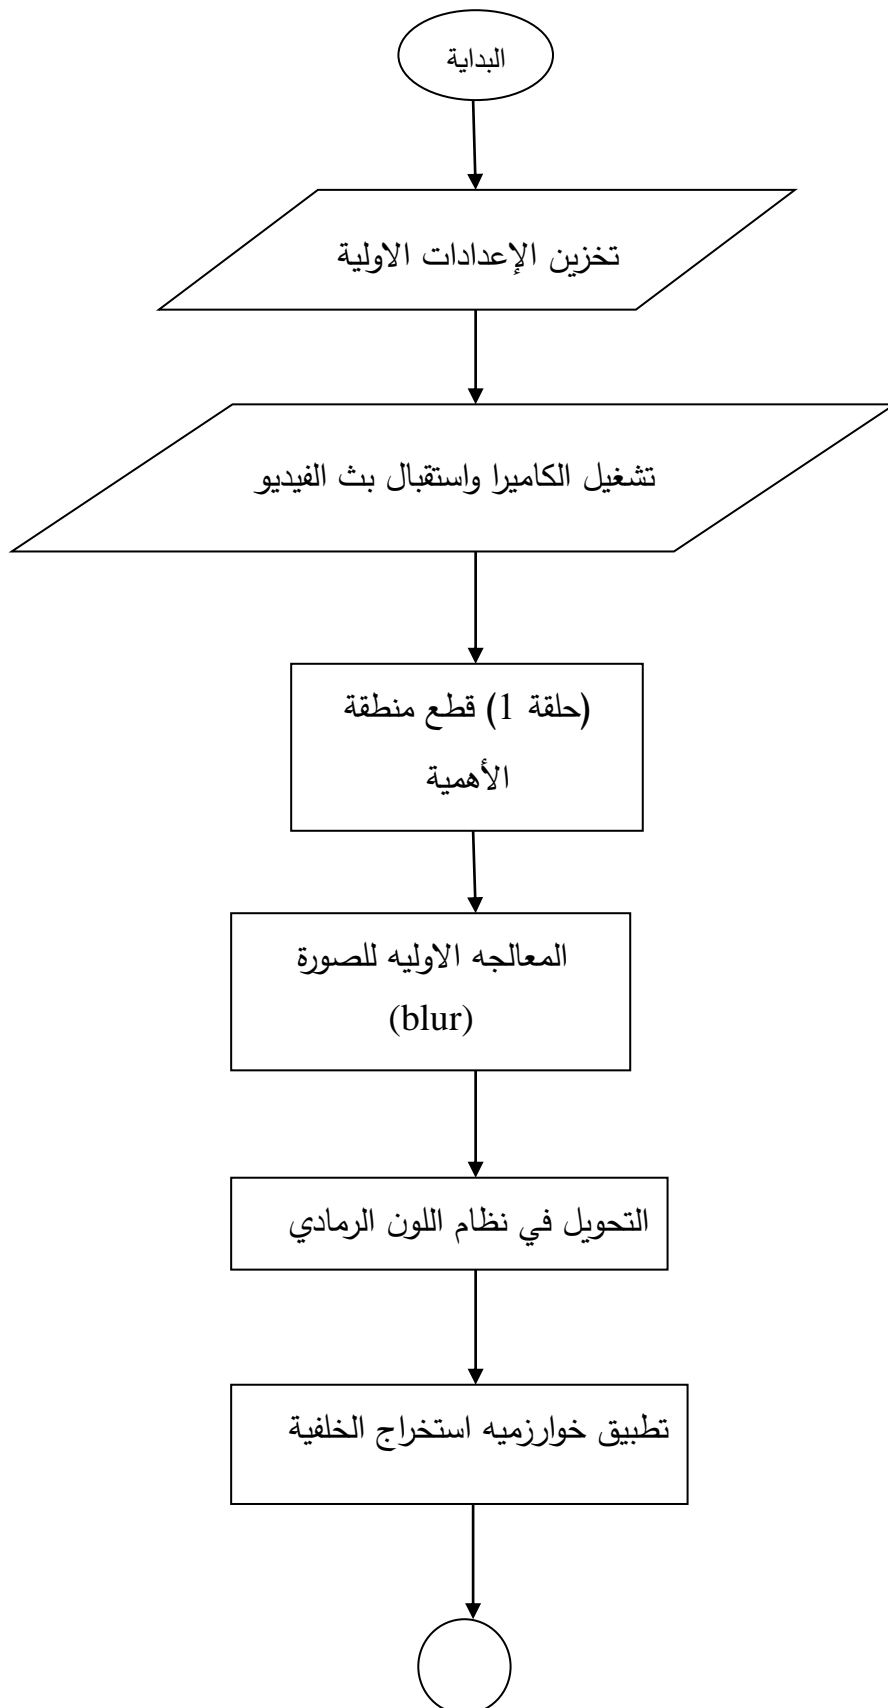 البداية
تخزين الإعدادات الاولية
تشغيل الكاميرا واستقبال بث الفيديو
(حلقة 1) قطع منطقة
الأهمية
المعالجه الاوليه للصورة
(blur)
التحويل في نظام اللون الرمادي
تطبيق خوارزميه استخراج الخلفية